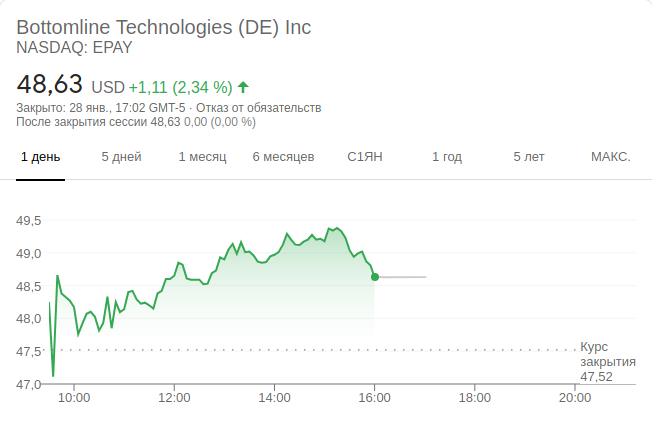 Bottomline Technologies (DE) Inc
NASDAQ: EPAY
48,63 USD +1,11 (2,34 %)
Закрыто: 28 янв., 17:02 GMT-5 · Отказ от обязательств
После закрытия сессии 48,63 0,00 (0,00 %)
1 день 5 дней 1 месяц 6 месяцев С1ЯН 1 год 5 лет МАКС.
49,5
49,0
48,5
48,0
47,5
Курс
закрытия
47,52
47,0
10:00 12:00 14:00 16:00 18:00 20:00